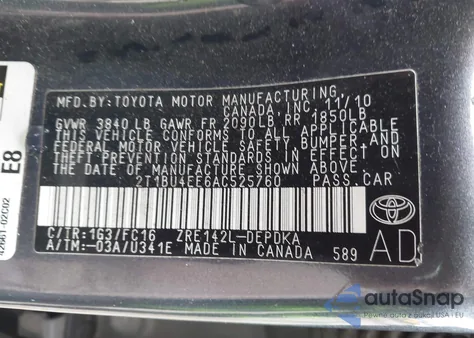 MFD. BY: TOYOTA MOTOR MANUFACTURING,
CANADA, INC. 11/10
GVWR 3840 LB GAWR FR 2090LB RR 1850LB
THIS VEHICLE CONFORMS TO ALL APPLICABLE
FEDERAL MOTOR VEHICLE SAFETY, BUMPER, AND
THEFT PREVENTION STANDARDS IN EFFECT ON
THE DATE OF MANUFACTURE SHOWN ABOVE.
2T1BU4EE6AC525760 PASS. CAR
C/TR: 1G3/FC16 ZRE142L-DEPDKA
A/TM: -03A/U341E MADE IN CANADA 589
AD
E8
42661-02C02
autoSnap